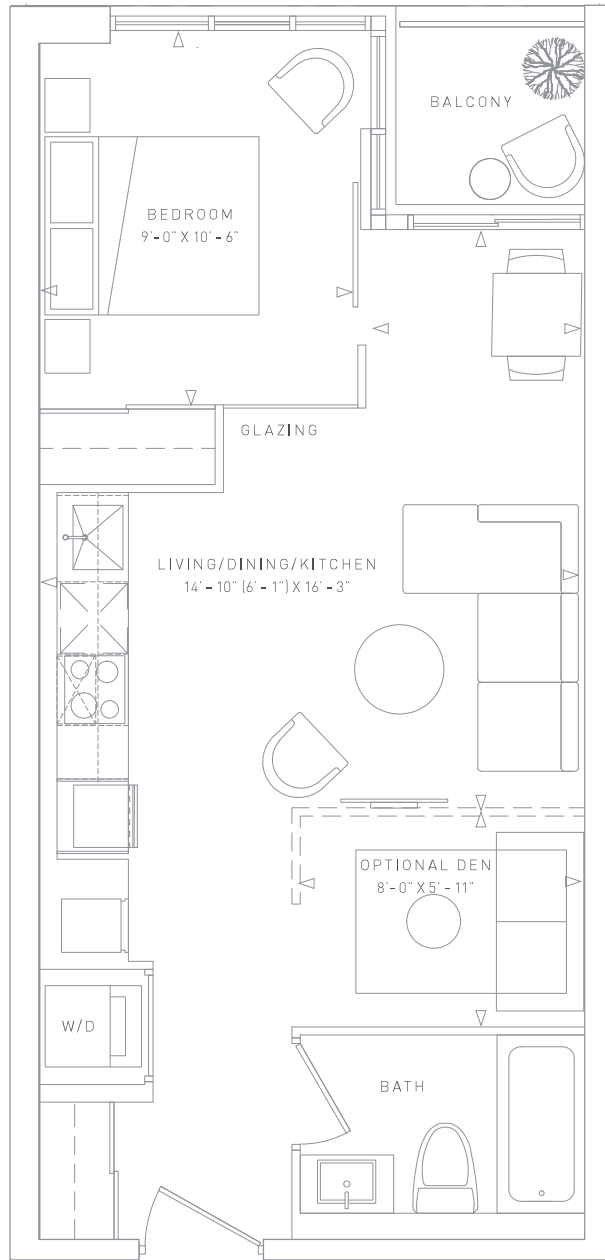 BALCONY
BEDROOM
9'-0" X 10'-6"
GLAZING
LIVING/DINING/KITCHEN
14'-10" (6'-1") X 16'-3"
OPTIONAL DEN
8'-0" X 5'-11"
W/D
BATH